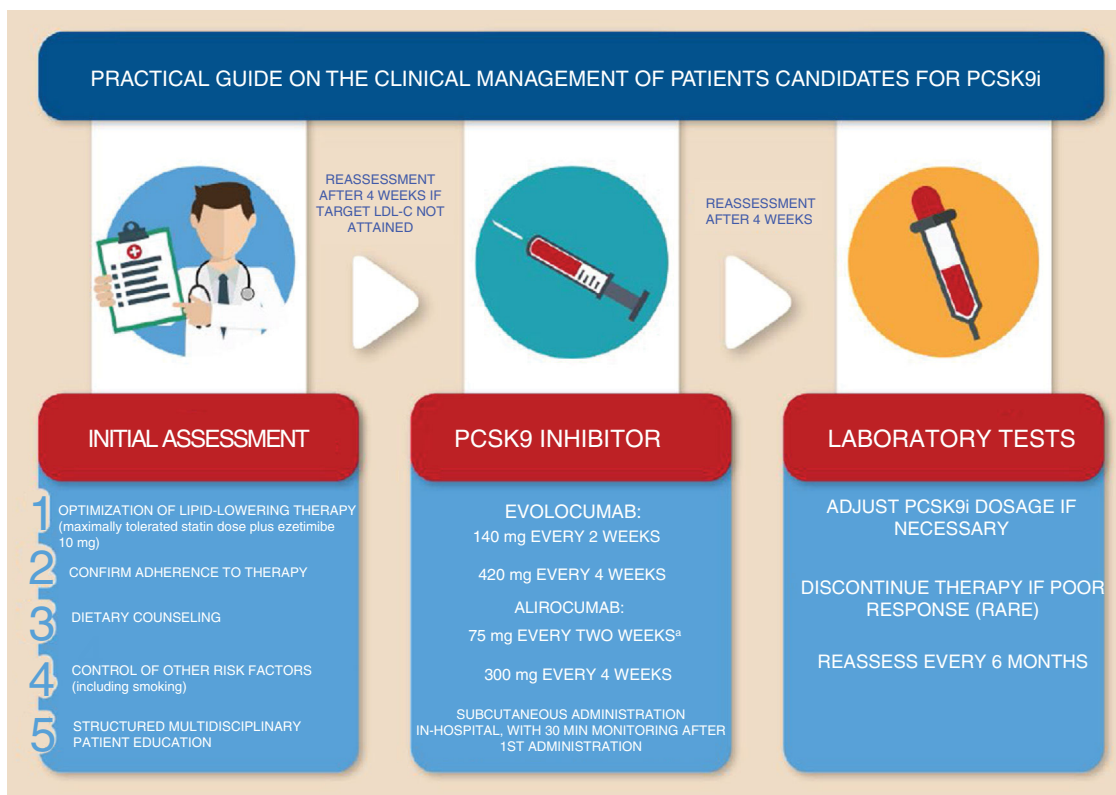 PRACTICAL GUIDE ON THE CLINICAL MANAGEMENT OF PATIENTS CANDIDATES FOR PCSK9i
REASSESSMENT
AFTER 4 WEEKS IF
TARGET LDL-C NOT
ATTAINED
REASSESSMENT
AFTER 4 WEEKS
INITIAL ASSESSMENT
1 OPTIMIZATION OF LIPID-LOWERING THERAPY
(maximally tolerated statin dose plus ezetimibe
10 mg)
2 CONFIRM ADHERENCE TO THERAPY
3 DIETARY COUNSELING
4 CONTROL OF OTHER RISK FACTORS
(including smoking)
5 STRUCTURED MULTIDISCIPLINARY
PATIENT EDUCATION
PCSK9 INHIBITOR
EVOLOCUMAB:
140 mg EVERY 2 WEEKS
420 mg EVERY 4 WEEKS
ALIROCUMAB:
75 mg EVERY TWO WEEKSª
300 mg EVERY 4 WEEKS
SUBCUTANEOUS ADMINISTRATION
IN-HOSPITAL, WITH 30 MIN MONITORING AFTER
1ST ADMINISTRATION
LABORATORY TESTS
ADJUST PCSK9i DOSAGE IF
NECESSARY
DISCONTINUE THERAPY IF POOR
RESPONSE (RARE)
REASSESS EVERY 6 MONTHS